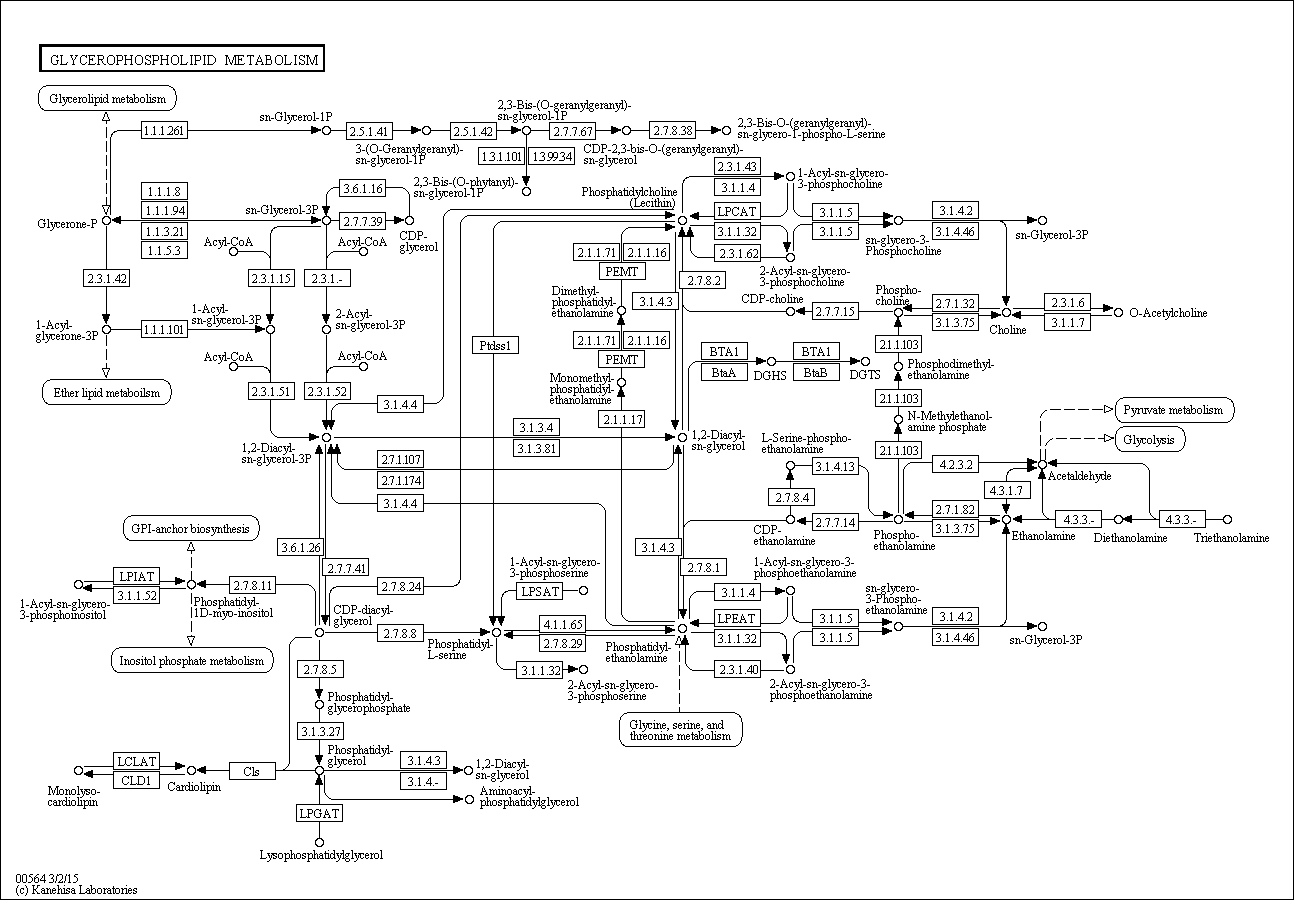 GLYCEROPHOSPHOLIPID METABOLISM
Glycerolipid metabolism
1.1.1.261
sn-Glycerol-1P
2.5.1.41
3-(O-Geranylgeranyl)-
sn-glycerol-1P
2.5.1.42
2,3-Bis-(O-geranylgeranyl)-
sn-glycerol-1P
2.7.7.67
CDP-2,3-bis-O-(geranylgeranyl)-
sn-glycerol
2.7.8.38
2,3-Bis-O-(geranylgeranyl)-
sn-glycero-1-phospho-L-serine
1.3.1.101
1.3.99.34
2,3-Bis-(O-phytanyl)-
sn-glycerol-1P
1.1.1.8
1.1.1.94
1.1.3.21
1.1.5.3
Glycerone-P
sn-Glycerol-3P
3.6.1.16
2.7.7.39
CDP-
glycerol
Phosphatidylcholine
(Lecithin)
2.3.1.43
3.1.1.4
LPCAT
3.1.1.32
2.3.1.62
1-Acyl-sn-glycero-
3-phosphocholine
2-Acyl-sn-glycero-
3-phosphocholine
3.1.1.5
3.1.1.5
sn-glycero-3-
Phosphocholine
3.1.4.2
3.1.4.46
sn-Glycerol-3P
Acyl-CoA
Acyl-CoA
2.3.1.42
2.3.1.15
2.3.1.-
2.1.1.71
2.1.1.16
PEMT
Dimethyl-
phosphatidyl-
ethanolamine
3.1.4.3
2.7.8.2
CDP-choline
2.7.7.15
Phospho-
choline
2.7.1.32
3.1.3.75
Choline
2.3.1.6
3.1.1.7
O-Acetylcholine
1-Acyl-
glycerone-3P
1.1.1.101
1-Acyl-
sn-glycerol-3P
2-Acyl-
sn-glycerol-3P
Ptdss1
2.1.1.71
2.1.1.16
PEMT
Monomethyl-
phosphatidyl-
ethanolamine
2.1.1.17
BTA1
BtaA
DGHS
BTA1
BtaB
DGTS
2.1.1.103
Phosphodimethyl-
ethanolamine
2.1.1.103
N-Methylethanol-
amine phosphate
2.1.1.103
Acyl-CoA
Acyl-CoA
Ether lipid metaboilsm
2.3.1.51
2.3.1.52
3.1.4.4
3.1.3.4
3.1.3.81
1,2-Diacyl-
sn-glycerol-3P
1,2-Diacyl-
sn-glycerol
2.7.1.107
2.7.1.174
3.1.4.4
Pyruvate metabolism
Glycolysis
L-Serine-phospho-
ethanolamine
3.1.4.13
2.7.8.4
4.2.3.2
Acetaldehyde
4.3.1.7
CDP-
ethanolamine
2.7.7.14
Phospho-
ethanolamine
2.7.1.82
3.1.3.75
Ethanolamine
4.3.3.-
Diethanolamine
4.3.3.-
Triethanolamine
GPI-anchor biosynthesis
3.6.1.26
2.7.7.41
3.1.4.3
2.7.8.1
LPIAT
3.1.1.52
1-Acyl-sn-glycero-
3-phosphoinositol
Phosphatidyl-
1D-myo-inositol
2.7.8.11
2.7.8.24
CDP-diacyl-
glycerol
2.7.8.8
Phosphatidyl-
L-serine
1-Acyl-sn-glycero-
3-phosphoserine
LPSAT
4.1.1.65
2.7.8.29
3.1.1.32
2-Acyl-sn-glycero-
3-phosphoserine
Phosphatidyl-
ethanolamine
1-Acyl-sn-glycero-3-
phosphoethanolamine
3.1.1.4
LPEAT
3.1.1.32
2.3.1.40
2-Acyl-sn-glycero-3-
phosphoethanolamine
3.1.1.5
3.1.1.5
sn-glycero-
3-Phospho-
ethanolamine
3.1.4.2
3.1.4.46
sn-Glycerol-3P
Inositol phosphate metabolism
2.7.8.5
Phosphatidyl-
glycerophosphate
3.1.3.27
Phosphatidyl-
glycerol
Glycine, serine, and
threonine metabolism
LCLAT
CLD1
Monolyso-
cardiolipin
Cardiolipin
Cls
3.1.4.3
3.1.4.-
1,2-Diacyl-
sn-glycerol
Aminoacyl-
phosphatidylglycerol
LPGAT
Lysophosphatidylglycerol
00564 3/2/15
(c) Kanehisa Laboratories